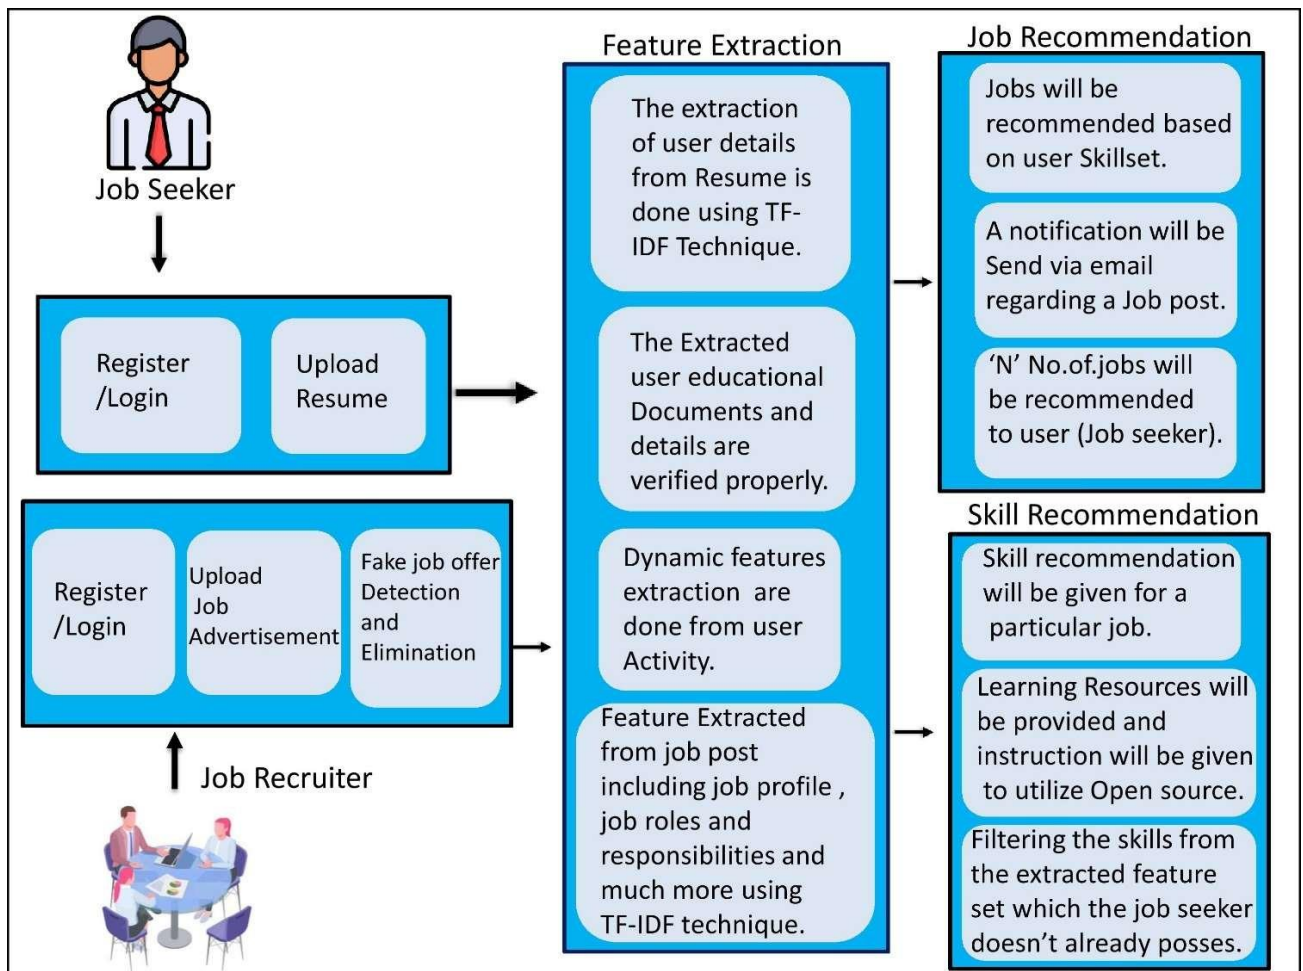 Job Seeker
Register
/Login
Upload
Resume
Register
/Login
Upload
Job
Advertisement
Fake job offer
Detection
and
Elimination
Job Recruiter
Feature Extraction
The extraction
of user details
from Resume is
done using TF-
IDF Technique.
The Extracted
user educational
Documents and
details are
verified properly.
Dynamic features
extraction are
done from user
Activity.
Feature Extracted
from job post
including job profile ,
job roles and
responsibilities and
much more using
TF-IDF technique.
Job Recommendation
Jobs will be
recommended based
on user Skillset.
A notification will be
Send via email
regarding a Job post.
‘N’ No.of.jobs will
be recommended
to user (Job seeker).
Skill Recommendation
Skill recommendation
will be given for a
particular job.
Learning Resources will
be provided and
instruction will be given
to utilize Open source.
Filtering the skills from
the extracted feature
set which the job seeker
doesn’t already posses.